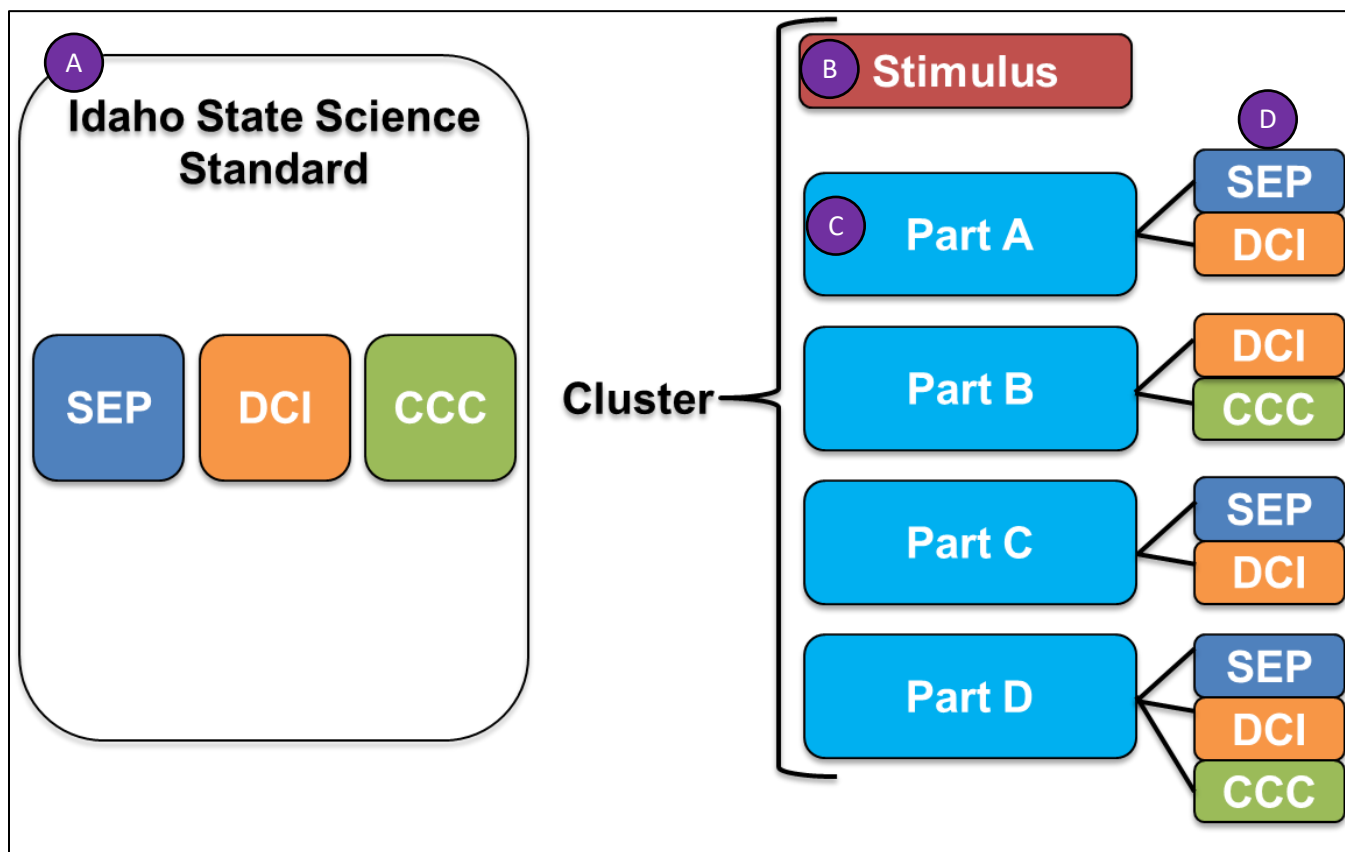 A
Idaho State Science
Standard
SEP
DCI
CCC
Cluster
B
Stimulus
D
C
Part A
SEP
DCI
Part B
DCI
CCC
Part C
SEP
DCI
Part D
SEP
DCI
CCC